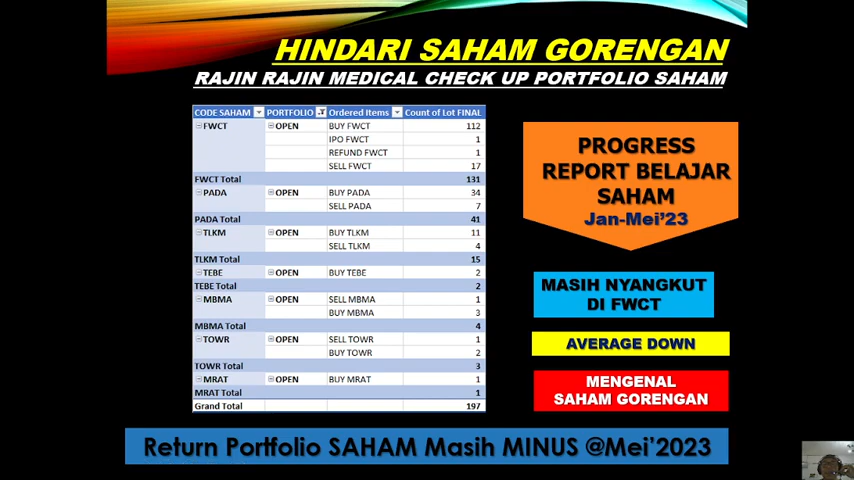 HINDARI SAHAM GORENGAN
RAJIN RAJIN MEDICAL CHECK UP PORTFOLIO SAHAM
CODE SAHAM PORTFOLIO Ordered Items Count of Lot FINAL
FWCT OPEN BUY FWCT 112
IPO FWCT 1
REFUND FWCT 1
SELL FWCT 17
FWCT Total 131
PADA OPEN BUY PADA 34
SELL PADA 7
PADA Total 41
TLKM OPEN BUY TLKM 11
SELL TLKM 4
TLKM Total 15
TEBE OPEN BUY TEBE 2
TEBE Total 2
MBMA OPEN SELL MBMA 1
BUY MBMA 3
MBMA Total 4
TOWR OPEN SELL TOWR 1
BUY TOWR 2
TOWR Total 3
MRAT OPEN BUY MRAT 1
MRAT Total 1
Grand Total 197
PROGRESS
REPORT BELAJAR
SAHAM
Jan-Mei'23
MASIH NYANGKUT
DI FWCT
AVERAGE DOWN
MENGENAL
SAHAM GORENGAN
Return Portfolio SAHAM Masih MINUS @Mei'2023